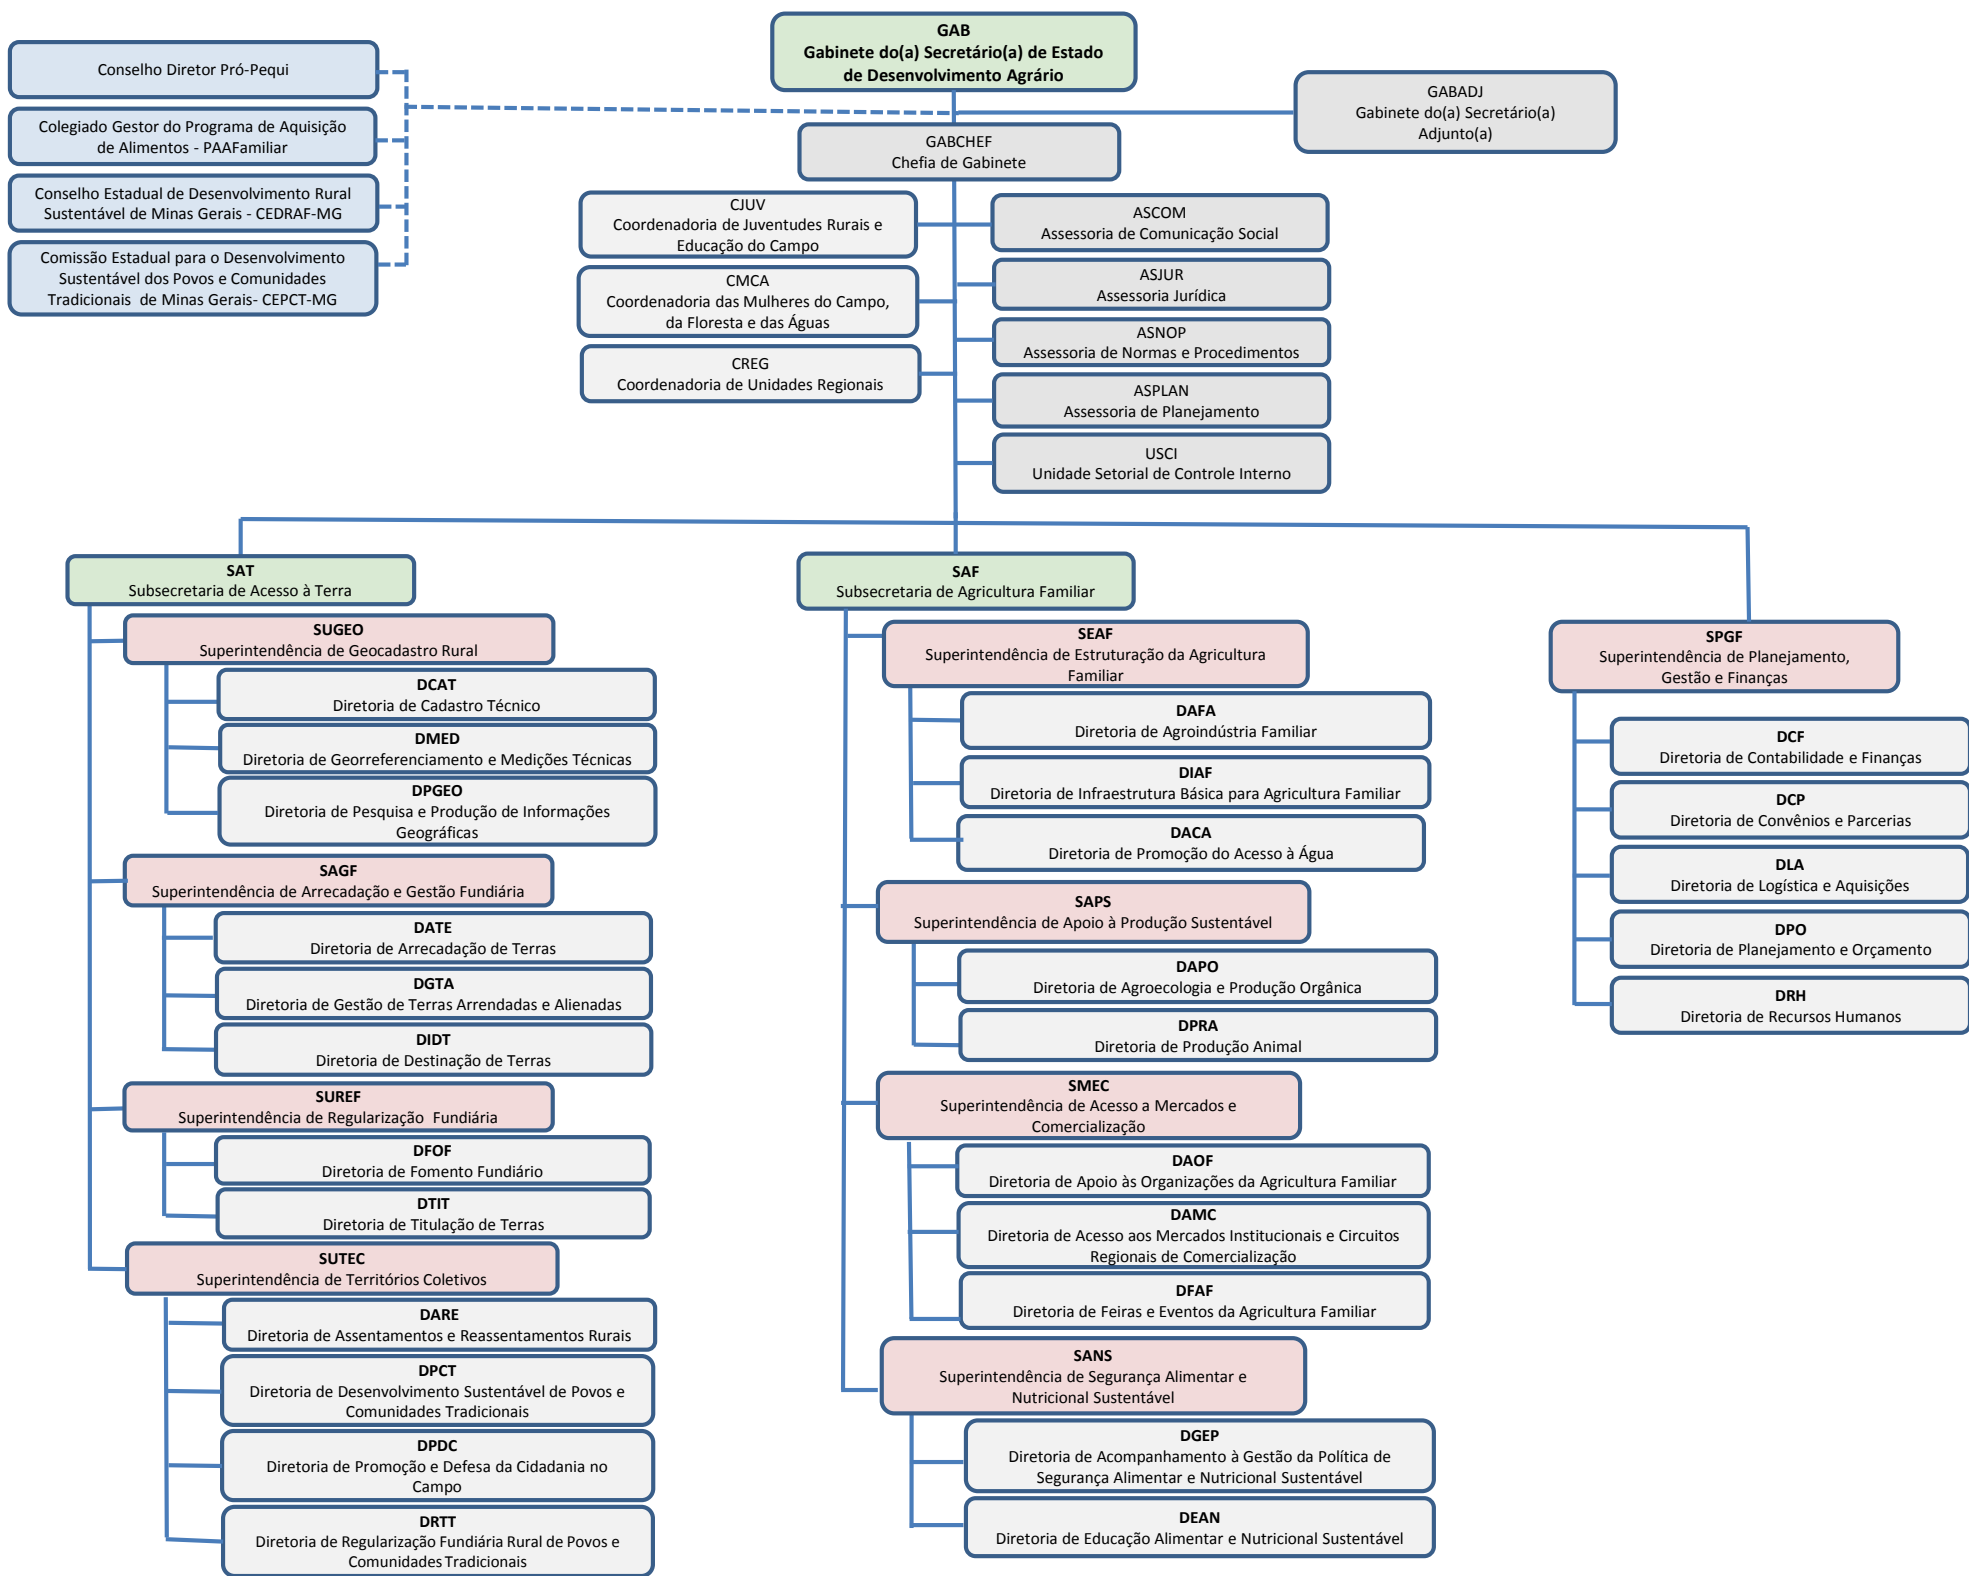 GAB
Gabinete do(a) Secretário(a) de Estado
de Desenvolvimento Agrário
Conselho Diretor Pró-Pequi
Colegiado Gestor do Programa de Aquisição
de Alimentos - PAAFamiliar
Conselho Estadual de Desenvolvimento Rural
Sustentável de Minas Gerais - CEDRAF-MG
Comissão Estadual para o Desenvolvimento
Sustentável dos Povos e Comunidades
Tradicionais de Minas Gerais- CEPCT-MG
GABADJ
Gabinete do(a) Secretário(a)
Adjunto(a)
GABCHEF
Chefia de Gabinete
CJUV
Coordenadoria de Juventudes Rurais e
Educação do Campo
CMCA
Coordenadoria das Mulheres do Campo,
da Floresta e das Águas
CREG
Coordenadoria de Unidades Regionais
ASCOM
Assessoria de Comunicação Social
ASJUR
Assessoria Jurídica
ASNOP
Assessoria de Normas e Procedimentos
ASPLAN
Assessoria de Planejamento
USCI
Unidade Setorial de Controle Interno
SAT
Subsecretaria de Acesso à Terra
SUGEO
Superintendência de Geocadastro Rural
DCAT
Diretoria de Cadastro Técnico
DMED
Diretoria de Georreferenciamento e Medições Técnicas
DPGEO
Diretoria de Pesquisa e Produção de Informações
Geográficas
SAGF
Superintendência de Arrecadação e Gestão Fundiária
DATE
Diretoria de Arrecadação de Terras
DGTA
Diretoria de Gestão de Terras Arrendadas e Alienadas
DIDT
Diretoria de Destinação de Terras
SUREF
Superintendência de Regularização Fundiária
DFOF
Diretoria de Fomento Fundiário
DTIT
Diretoria de Titulação de Terras
SUTEC
Superintendência de Territórios Coletivos
DARE
Diretoria de Assentamentos e Reassentamentos Rurais
DPCT
Diretoria de Desenvolvimento Sustentável de Povos e
Comunidades Tradicionais
DPDC
Diretoria de Promoção e Defesa da Cidadania no
Campo
DRTT
Diretoria de Regularização Fundiária Rural de Povos e
Comunidades Tradicionais
SAF
Subsecretaria de Agricultura Familiar
SEAF
Superintendência de Estruturação da Agricultura
Familiar
DAFA
Diretoria de Agroindústria Familiar
DIAF
Diretoria de Infraestrutura Básica para Agricultura Familiar
DACA
Diretoria de Promoção do Acesso à Água
SAPS
Superintendência de Apoio à Produção Sustentável
DAPO
Diretoria de Agroecologia e Produção Orgânica
DPRA
Diretoria de Produção Animal
SMEC
Superintendência de Acesso a Mercados e
Comercialização
DAOF
Diretoria de Apoio às Organizações da Agricultura Familiar
DAMC
Diretoria de Acesso aos Mercados Institucionais e Circuitos
Regionais de Comercialização
DFAF
Diretoria de Feiras e Eventos da Agricultura Familiar
SANS
Superintendência de Segurança Alimentar e
Nutricional Sustentável
DGEP
Diretoria de Acompanhamento à Gestão da Política de
Segurança Alimentar e Nutricional Sustentável
DEAN
Diretoria de Educação Alimentar e Nutricional Sustentável
SPGF
Superintendência de Planejamento,
Gestão e Finanças
DCF
Diretoria de Contabilidade e Finanças
DCP
Diretoria de Convênios e Parcerias
DLA
Diretoria de Logística e Aquisições
DPO
Diretoria de Planejamento e Orçamento
DRH
Diretoria de Recursos Humanos